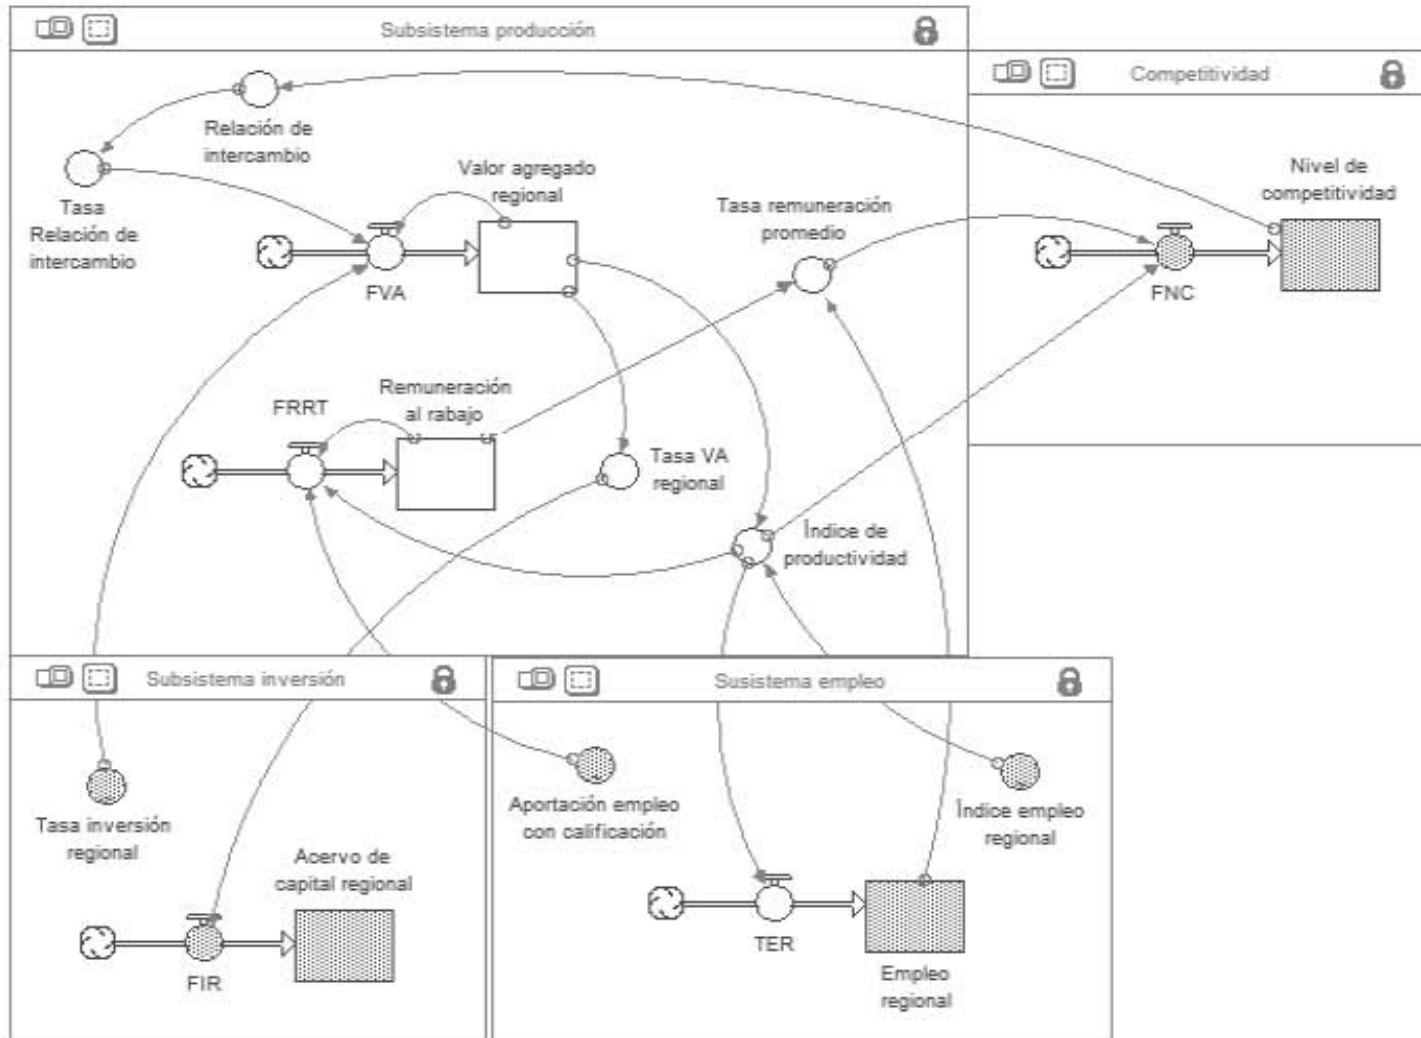 Subsistema producción
Competitividad
Relación de
intercambio
Tasa
Relación de
intercambio
Valor agregado
regional
Tasa remuneración
promedio
Nivel de
competitividad
FVA
FNC
FRRT
Remuneración
al rabajo
Tasa VA
regional
Índice de
productividad
Subsistema inversión
Susistema empleo
Tasa inversión
regional
Acervo de
capital regional
FIR
Aportación empleo
con calificación
Índice empleo
regional
TER
Empleo
regional